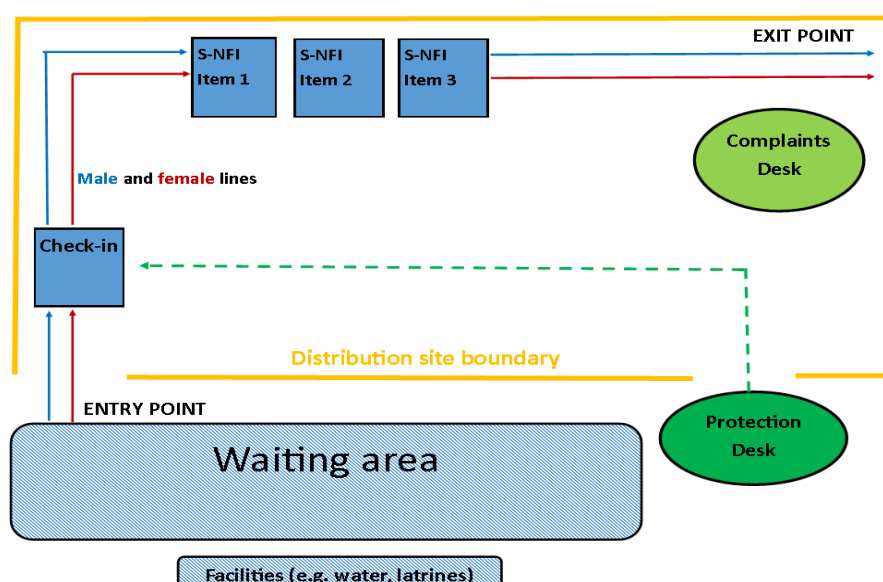 EXIT POINT
S-NFI
Item 1
S-NFI
Item 2
S-NFI
Item 3
Complaints
Desk
Male and female lines
Check-in
Distribution site boundary
ENTRY POINT
Protection
Desk
Waiting area
Facilities (e.g. water, latrines)